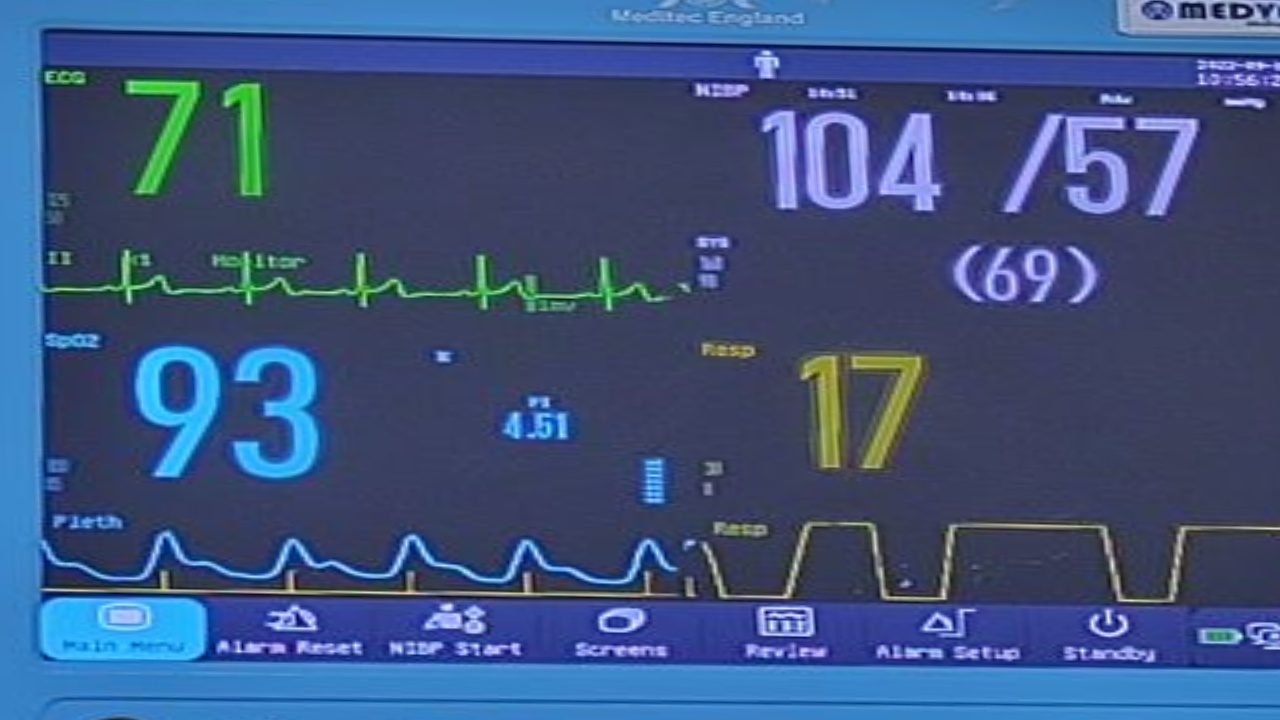 Meditec England
MEDY
ECG
71
NIBP
104 /57
(69)
II
Monitor
SYS
SpO2
93
4.51
Resp
17
Pleth
Resp
Main Menu
Alarm Reset
NIBP Start
Screens
Review
Alarm Setup
Standby